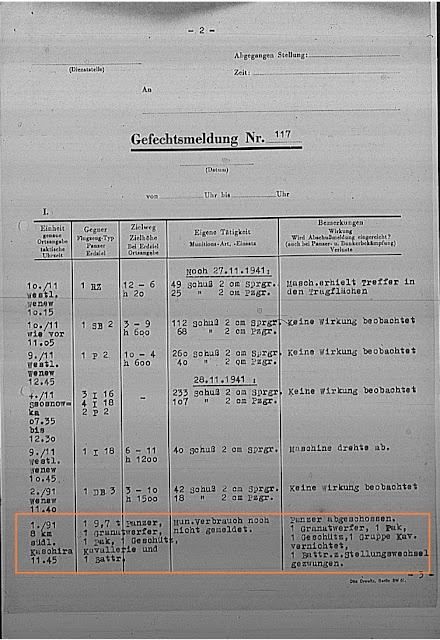 - 2 -
Abgegangen Stellung:
(Dienststelle)
Zeit:
An
Gefechtsmeldung Nr. 117
(Datum)
von Uhr bis Uhr
I.
Einheit genaue Ortsangabe taktische Uhrzeit
Gegner Flugzeug-Typ Panzer Erdziel
Zielweg Zielhöhe Bei Erdziel Ortsangabe
Eigene Tätigkeit Munitions-Art, -Einsatz
Bemerkungen Wirkung Wird Abschußmeldung eingereicht? (auch bei Panzer- u. Bunkerbekämpfung) Verluste
Noch 27.11.1941:
10./11 1 RZ 12 - 6 49 Schuß 2 cm Sprgr. Masch.erhielt Treffer in
westl. h 20 25 " 2 cm Pzgr. den Tragflächen
Wenew
10.15
10./11 1 SB 2 3 - 9 112 Schuß 2 cm Sprgr. Keine Wirkung beobachtet
wie vor h 600 68 " 2 cm Pzgr.
11.05
9./11 1 P 2 10 - 4 260 Schuß 2 cm Sprgr. Keine Wirkung beobachtet
westl. h 600 40 " 2 cm Pzgr.
Wenew
12.45
28.11.1941:
4./11 3 I 16 - 233 Schuß 2 cm Sprgr. Keine Wirkung beobachtet
4 I 18 107 " 2 cm Pzgr.
ka 2 P 2
07.35
bis
12.30
9./11 1 I 18 6 - 11 40 Schuß 2 cm Sprgr. Maschine drehte ab.
westl. h 1200
Wenew
10.45.
2./91 1 DB 3 3 - 10 42 Schuß 2 cm Sprgr. Keine Wirkung beobachtet
Wenew h 1500 18 " 2 cm Pzgr.
11.40
1./91 1 9,7 t Panzer, Mun.Verbrauch noch Panzer abgeschossen.
8 km 1 Granatwerfer, nicht gemeldet. 1 Granatwerfer, 1 Pak,
südl. 1 Pak, 1 Geschütz, 1 Geschütz,1 Gruppe Kav.
Kaschira Kavallerie und vernichtet,
11.45 1 Battr. 1 Battr.z.Stellungswechsel
gezwungen.
- 3 -